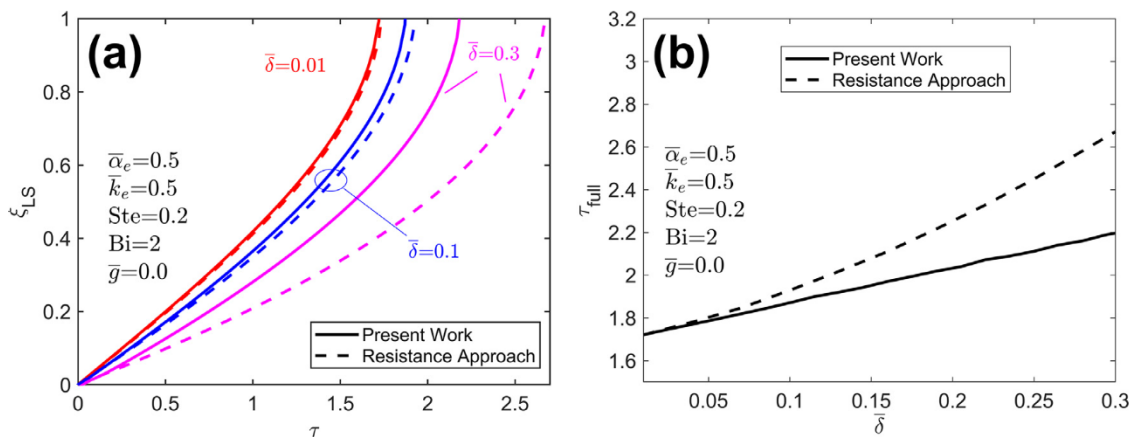 (a)
1
0.8
0.6
0.4
0.2
0
ξLS
δ̅=0.01
δ̅=0.3
δ̅=0.1
α̅e=0.5
k̅e=0.5
Ste=0.2
Bi=2
g̅=0.0
Present Work
Resistance Approach
0 0.5 1 1.5 2 2.5
τ
(b)
3.2
3
2.8
2.6
2.4
2.2
2
1.8
1.6
τfull
Present Work
Resistance Approach
α̅e=0.5
k̅e=0.5
Ste=0.2
Bi=2
g̅=0.0
0.05 0.1 0.15 0.2 0.25 0.3
δ̅